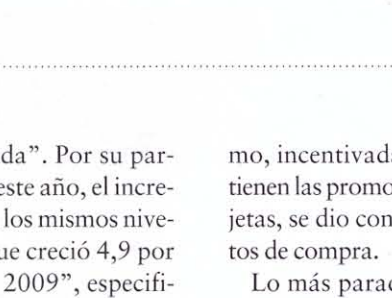 da”. Por su par-
este año, el incre-
los mismos nive-
ue creció 4,9 por
2009”, especifi-
mo, incentivada
tienen las promo
jetas, se dio con
tos de compra.
Lo más parad